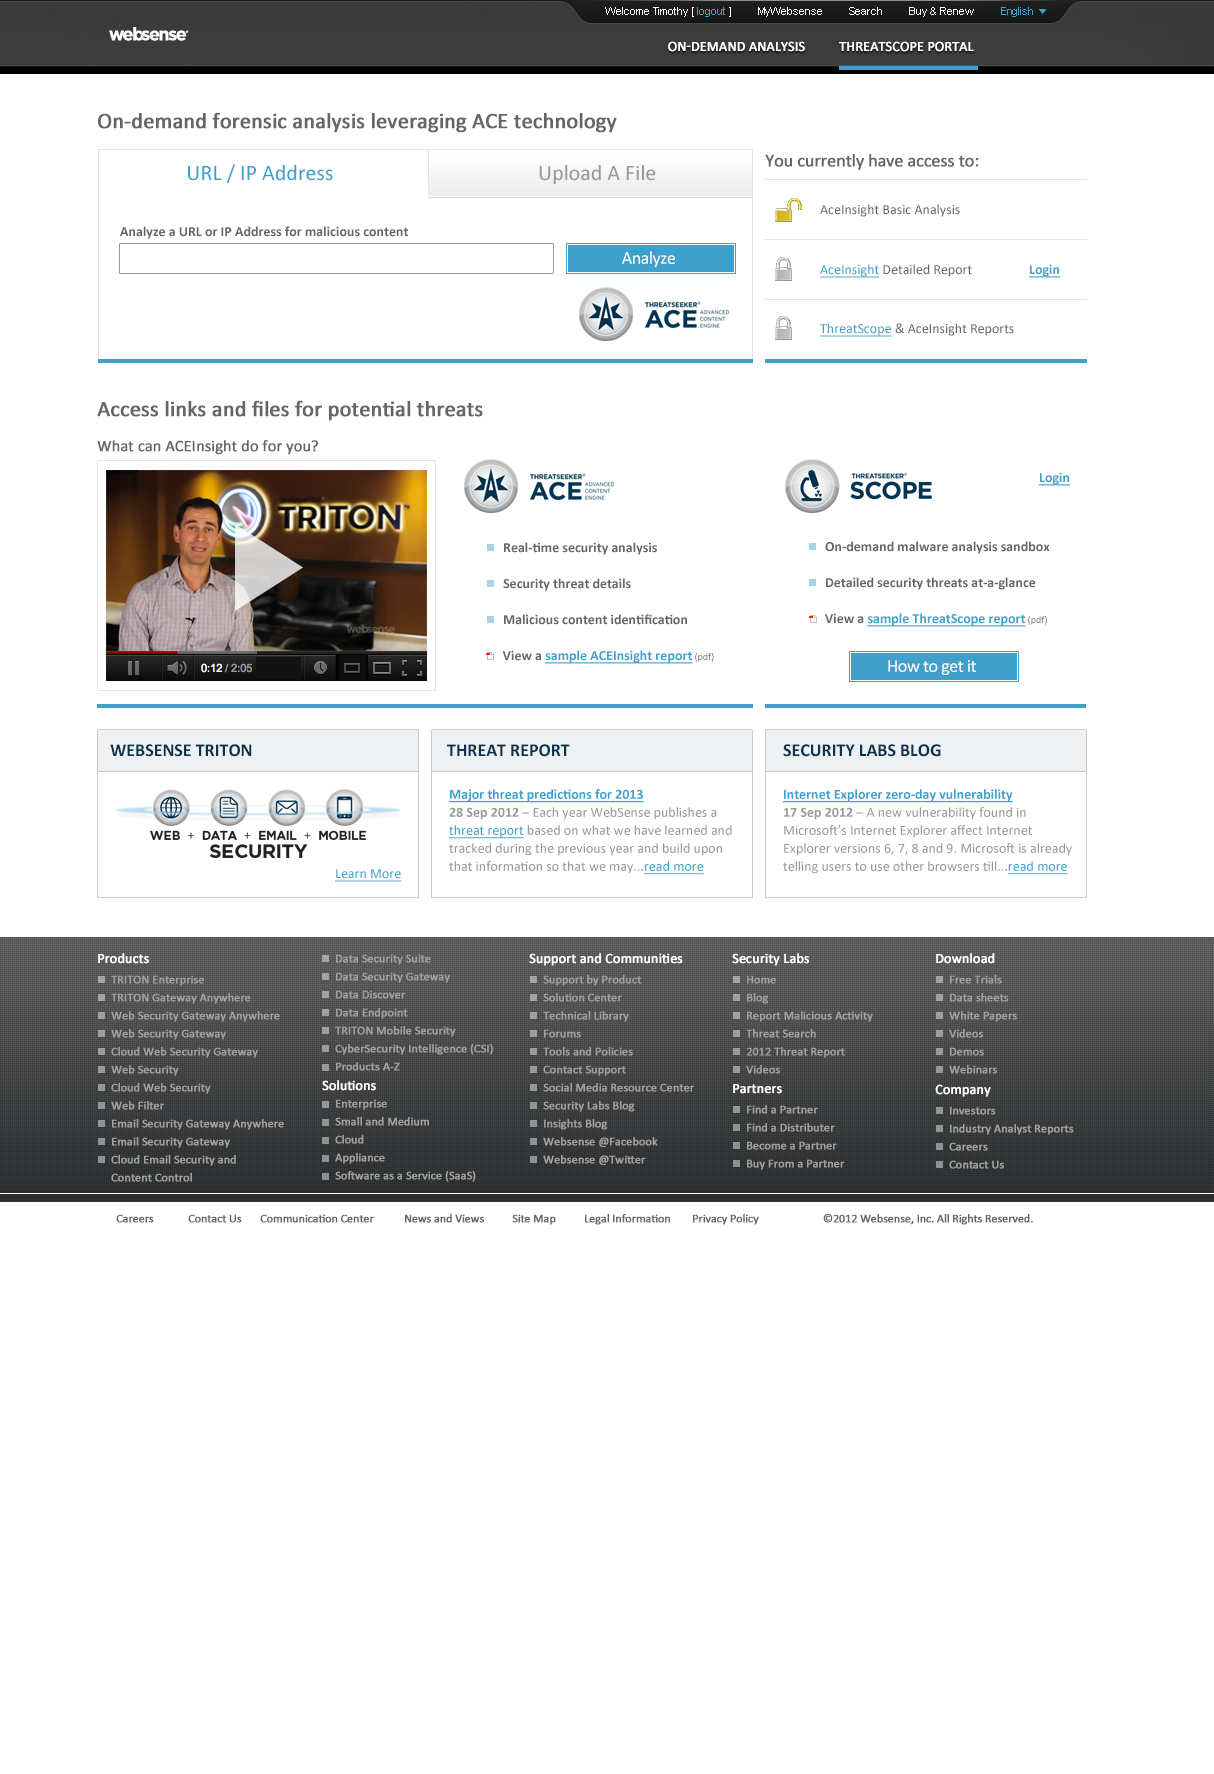 Welcome Timothy [ logout ]
MyWebsense
Search
Buy & Renew
English
websense
ON-DEMAND ANALYSIS
THREATSCOPE PORTAL
On-demand forensic analysis leveraging ACE technology
URL / IP Address
Upload A File
Analyze a URL or IP Address for malicious content
Analyze
THREATSEEKER®
ACE ADVANCED
CONTENT
ENGINE
You currently have access to:
AceInsight Basic Analysis
AceInsight Detailed Report
Login
ThreatScope & AceInsight Reports
Access links and files for potential threats
What can ACEInsight do for you?
TRITON™
websense
0:12 / 2:05
THREATSEEKER®
ACE ADVANCED
CONTENT
ENGINE
Real-time security analysis
Security threat details
Malicious content identification
View a sample ACEInsight report (pdf)
THREATSEEKER®
SCOPE
Login
On-demand malware analysis sandbox
Detailed security threats at-a-glance
View a sample ThreatScope report (pdf)
How to get it
WEBSENSE TRITON
WEB + DATA + EMAIL + MOBILE
SECURITY
Learn More
THREAT REPORT
Major threat predictions for 2013
28 Sep 2012 – Each year WebSense publishes a
threat report based on what we have learned and
tracked during the previous year and build upon
that information so that we may...read more
SECURITY LABS BLOG
Internet Explorer zero-day vulnerability
17 Sep 2012 – A new vulnerability found in
Microsoft's Internet Explorer affect Internet
Explorer versions 6, 7, 8 and 9. Microsoft is already
telling users to use other browsers till...read more
Products
TRITON Enterprise
TRITON Gateway Anywhere
Web Security Gateway Anywhere
Web Security Gateway
Cloud Web Security Gateway
Web Security
Cloud Web Security
Web Filter
Email Security Gateway Anywhere
Email Security Gateway
Cloud Email Security and
Content Control
Data Security Suite
Data Security Gateway
Data Discover
Data Endpoint
TRITON Mobile Security
CyberSecurity Intelligence (CSI)
Products A-Z
Solutions
Enterprise
Small and Medium
Cloud
Appliance
Software as a Service (SaaS)
Support and Communities
Support by Product
Solution Center
Technical Library
Forums
Tools and Policies
Contact Support
Social Media Resource Center
Security Labs Blog
Insights Blog
Websense @Facebook
Websense @Twitter
Security Labs
Home
Blog
Report Malicious Activity
Threat Search
2012 Threat Report
Videos
Partners
Find a Partner
Find a Distributer
Become a Partner
Buy From a Partner
Download
Free Trials
Data sheets
White Papers
Videos
Demos
Webinars
Company
Investors
Industry Analyst Reports
Careers
Contact Us
Careers
Contact Us
Communication Center
News and Views
Site Map
Legal Information
Privacy Policy
©2012 Websense, Inc. All Rights Reserved.